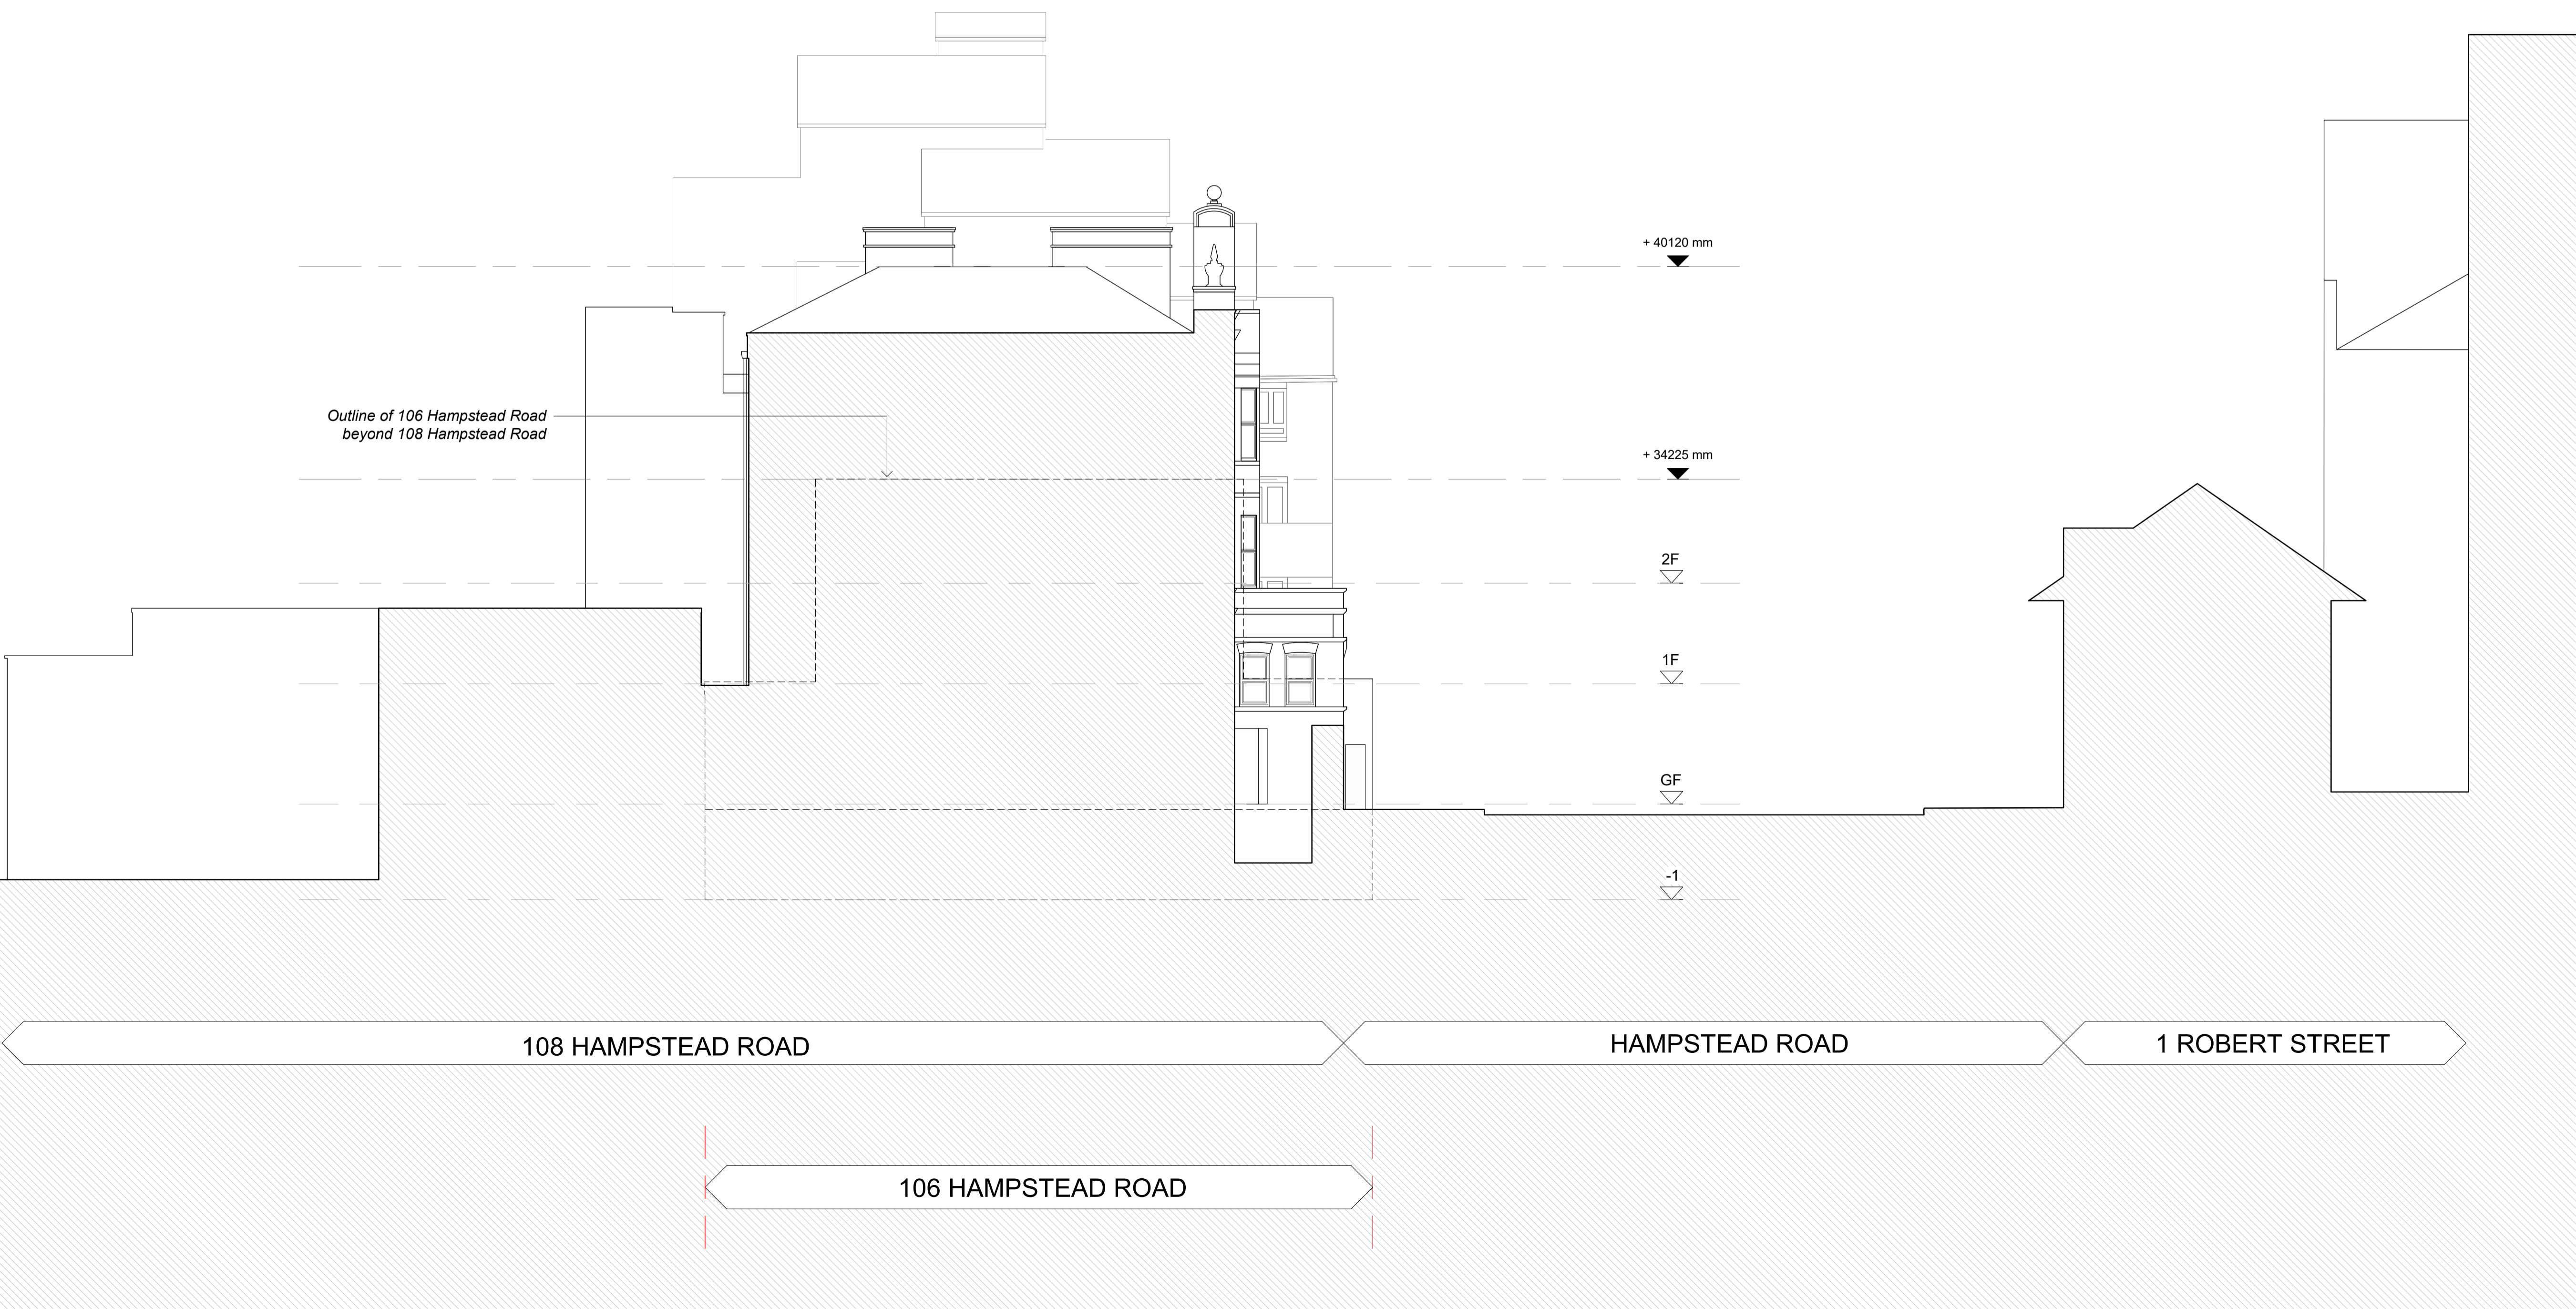 + 40120 mm
Outline of 106 Hampstead Road
beyond 108 Hampstead Road
+ 34225 mm
2F
1F
GF
-1
108 HAMPSTEAD ROAD
HAMPSTEAD ROAD
1 ROBERT STREET
106 HAMPSTEAD ROAD